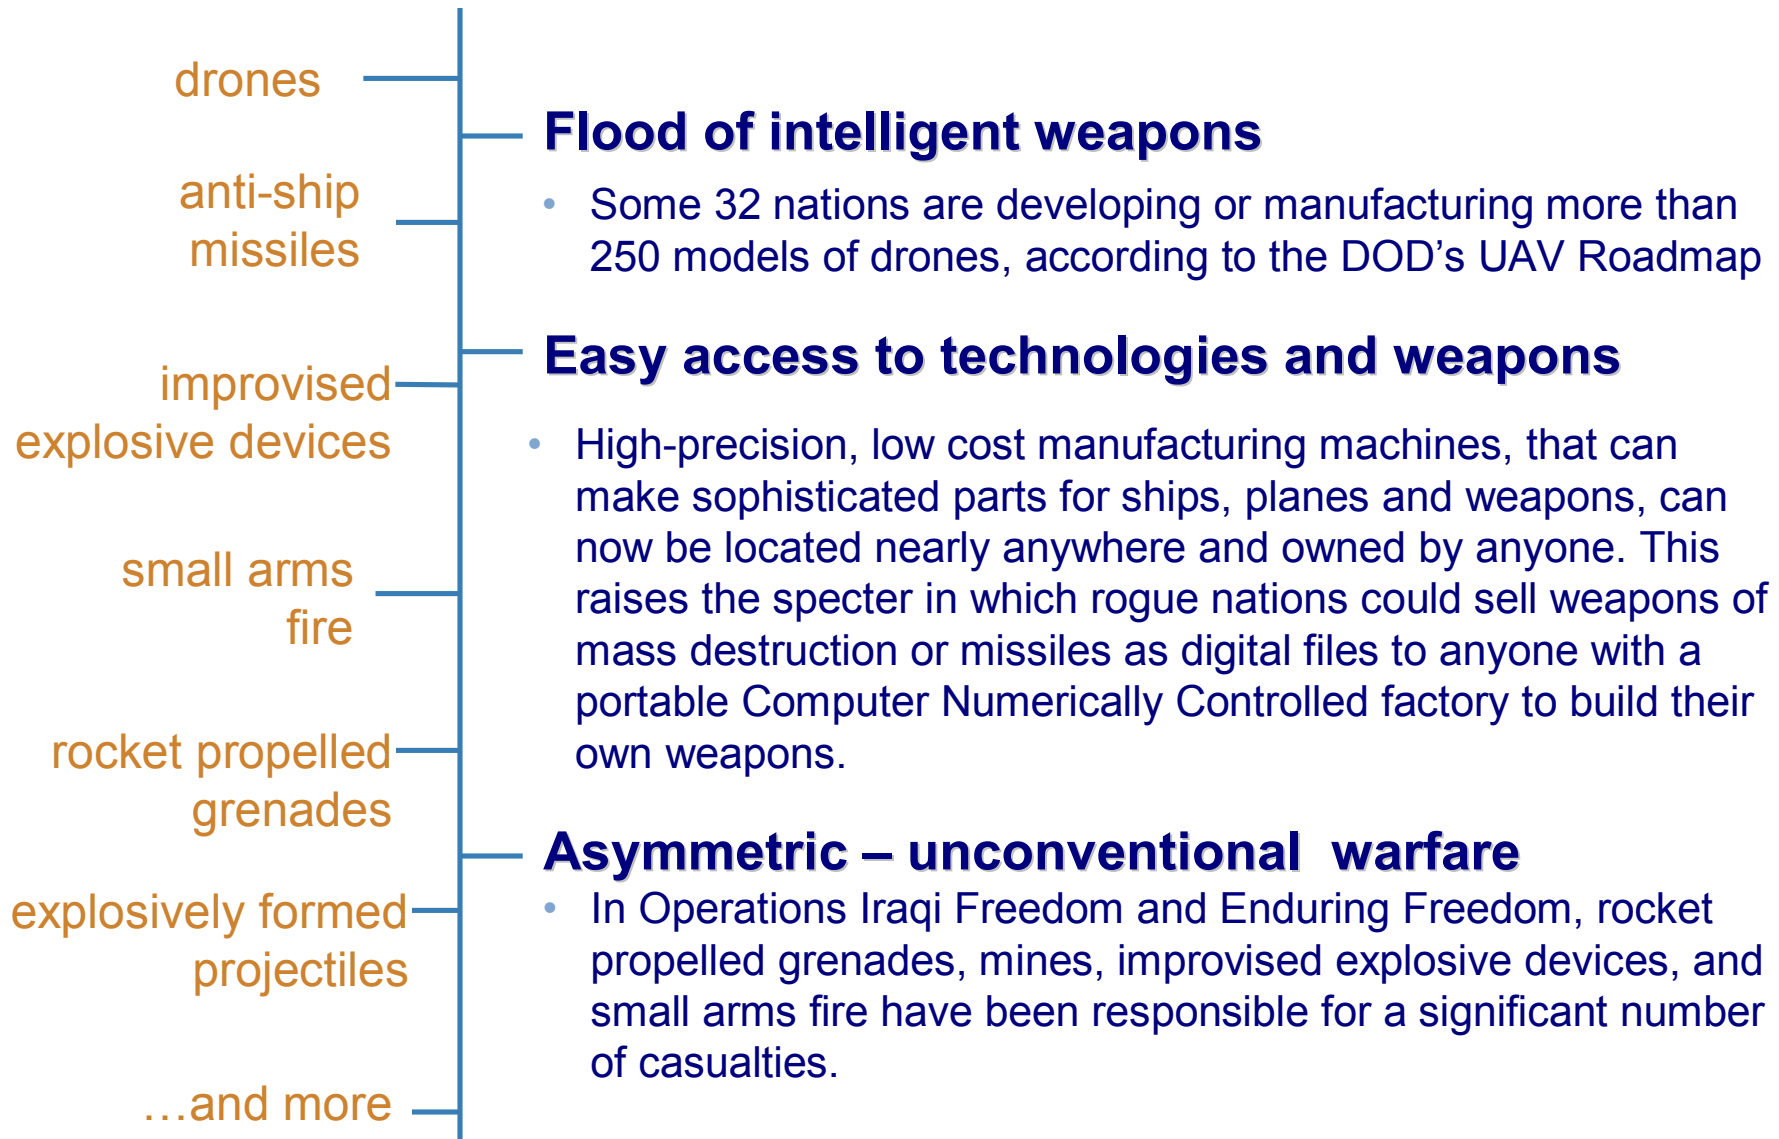 drones
anti-ship
missiles
improvised
explosive devices
small arms
fire
rocket propelled
grenades
explosively formed
projectiles
…and more
Flood of intelligent weapons
• Some 32 nations are developing or manufacturing more than
250 models of drones, according to the DOD’s UAV Roadmap
Easy access to technologies and weapons
• High-precision, low cost manufacturing machines, that can
make sophisticated parts for ships, planes and weapons, can
now be located nearly anywhere and owned by anyone. This
raises the specter in which rogue nations could sell weapons of
mass destruction or missiles as digital files to anyone with a
portable Computer Numerically Controlled factory to build their
own weapons.
Asymmetric – unconventional  warfare
• In Operations Iraqi Freedom and Enduring Freedom, rocket
propelled grenades, mines, improvised explosive devices, and
small arms fire have been responsible for a significant number
of casualties.